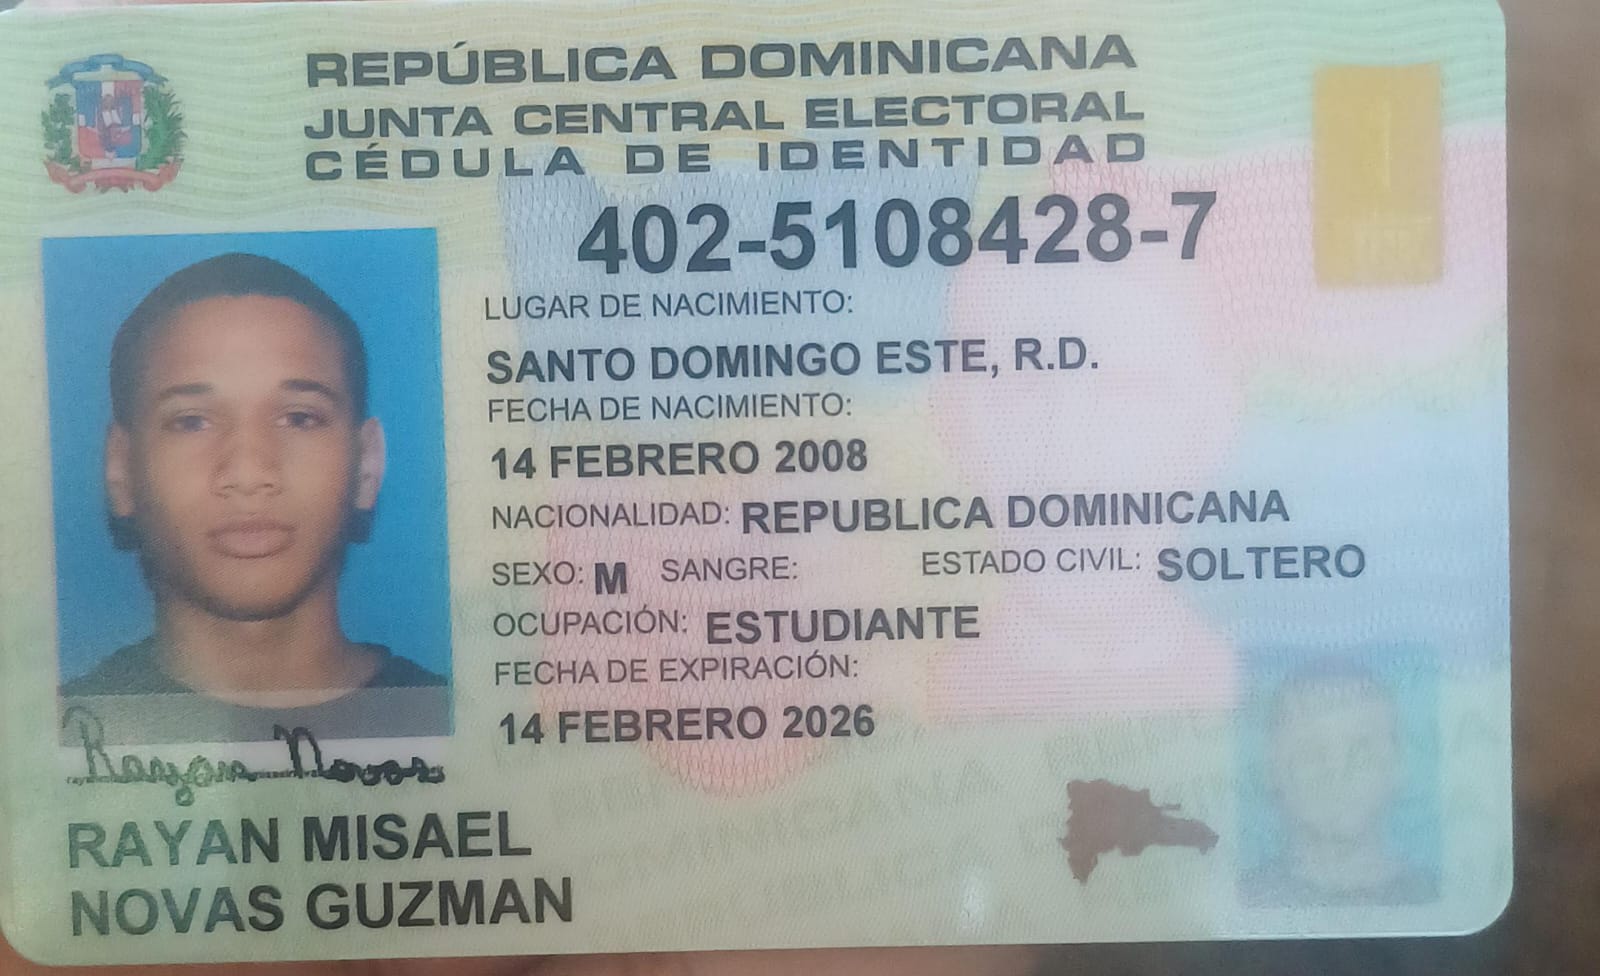 REPÚBLICA DOMINICANA
JUNTA CENTRAL ELECTORAL
CÉDULA DE IDENTIDAD
402-5108428-7
LUGAR DE NACIMIENTO:
SANTO DOMINGO ESTE, R.D.
FECHA DE NACIMIENTO:
14 FEBRERO 2008
NACIONALIDAD: REPUBLICA DOMINICANA
SEXO: M SANGRE: ESTADO CIVIL: SOLTERO
OCUPACIÓN: ESTUDIANTE
FECHA DE EXPIRACIÓN:
14 FEBRERO 2026
Rayan Novas
RAYAN MISAEL
NOVAS GUZMAN